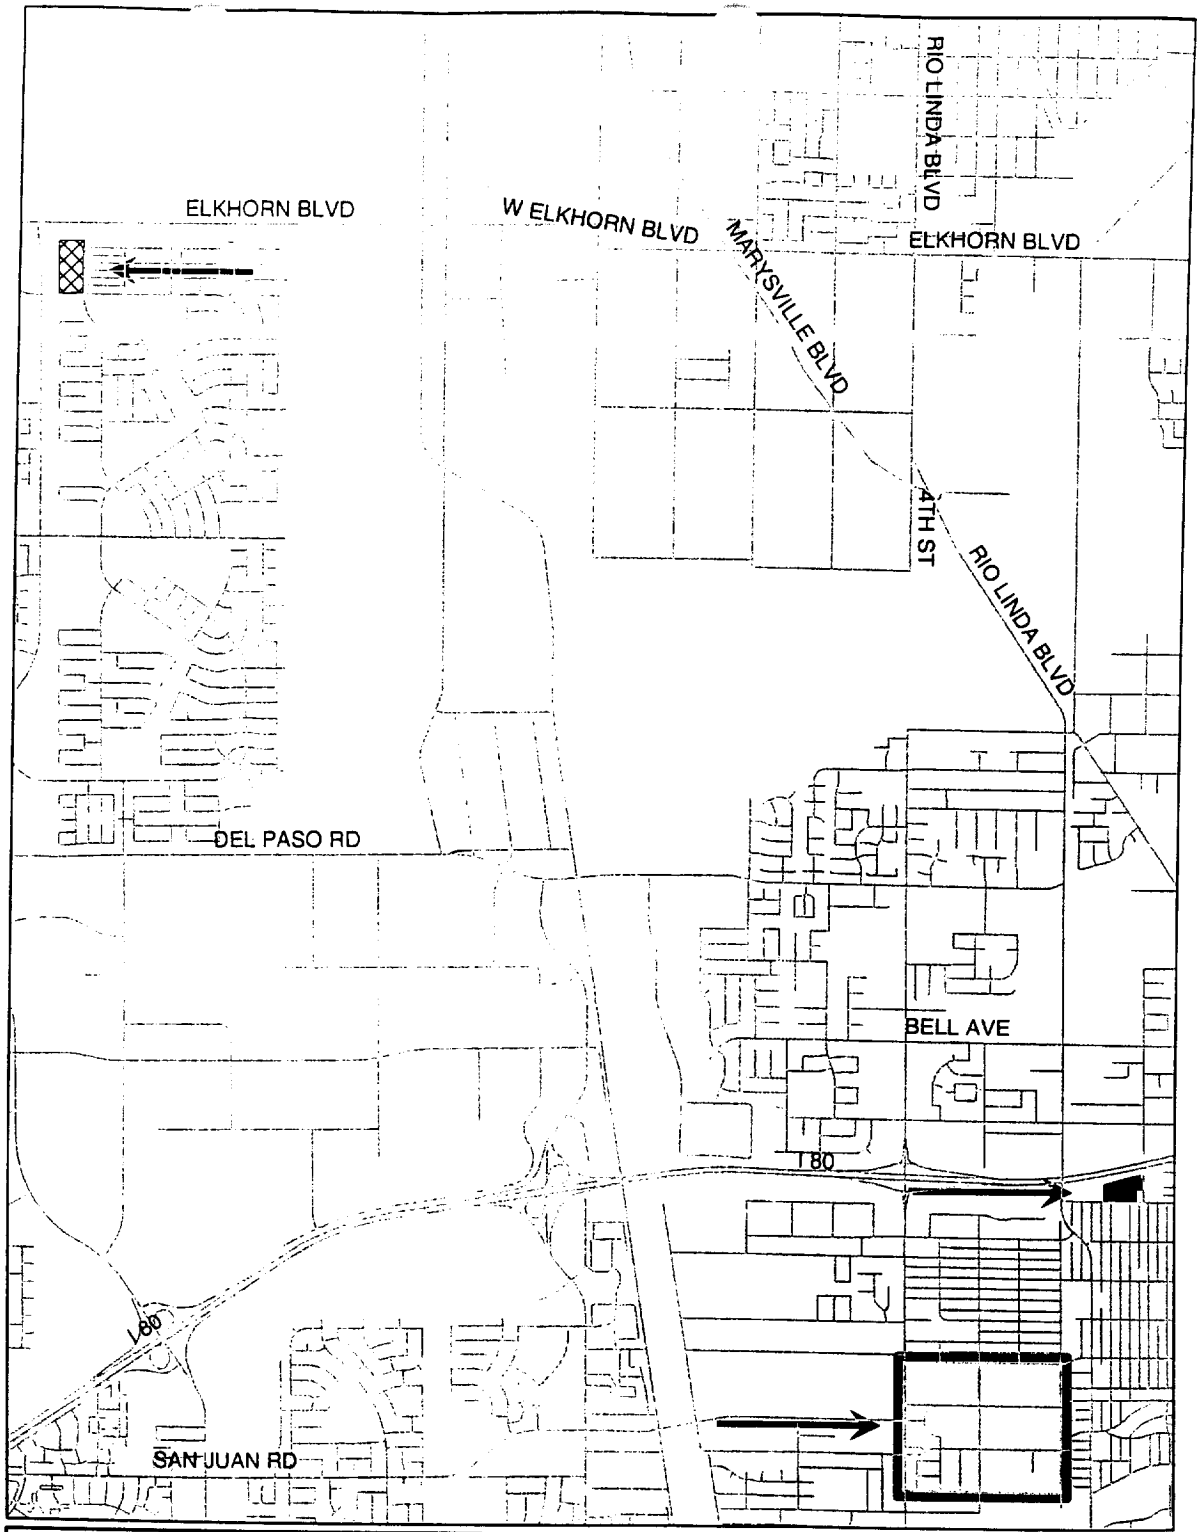 RIO LINDA BLVD
ELKHORN BLVD
W ELKHORN BLVD
ELKHORN BLVD
MARYSVILLE BLVD
4TH ST
RIO LINDA BLVD
DEL PASO RD
BELL AVE
I 80
I 80
SAN JUAN RD